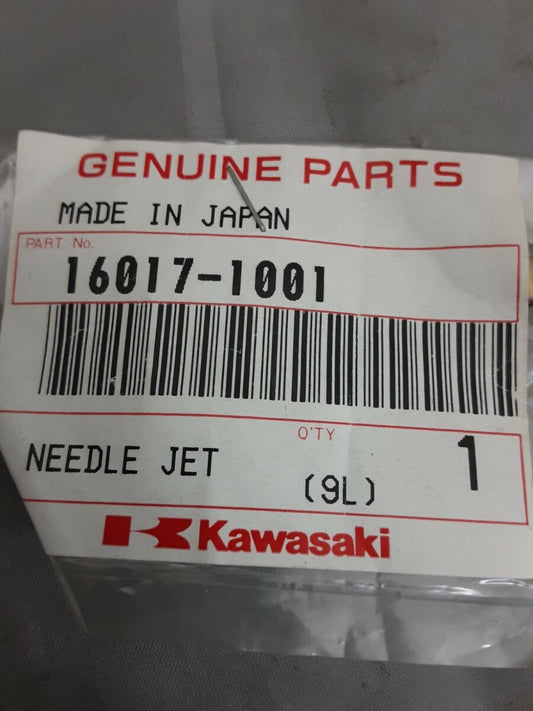 GENUINE PARTS
MADE IN JAPAN
PART. No.
16017-1001
Q'TY
NEEDLE JET
(9L)
1
Kawasaki